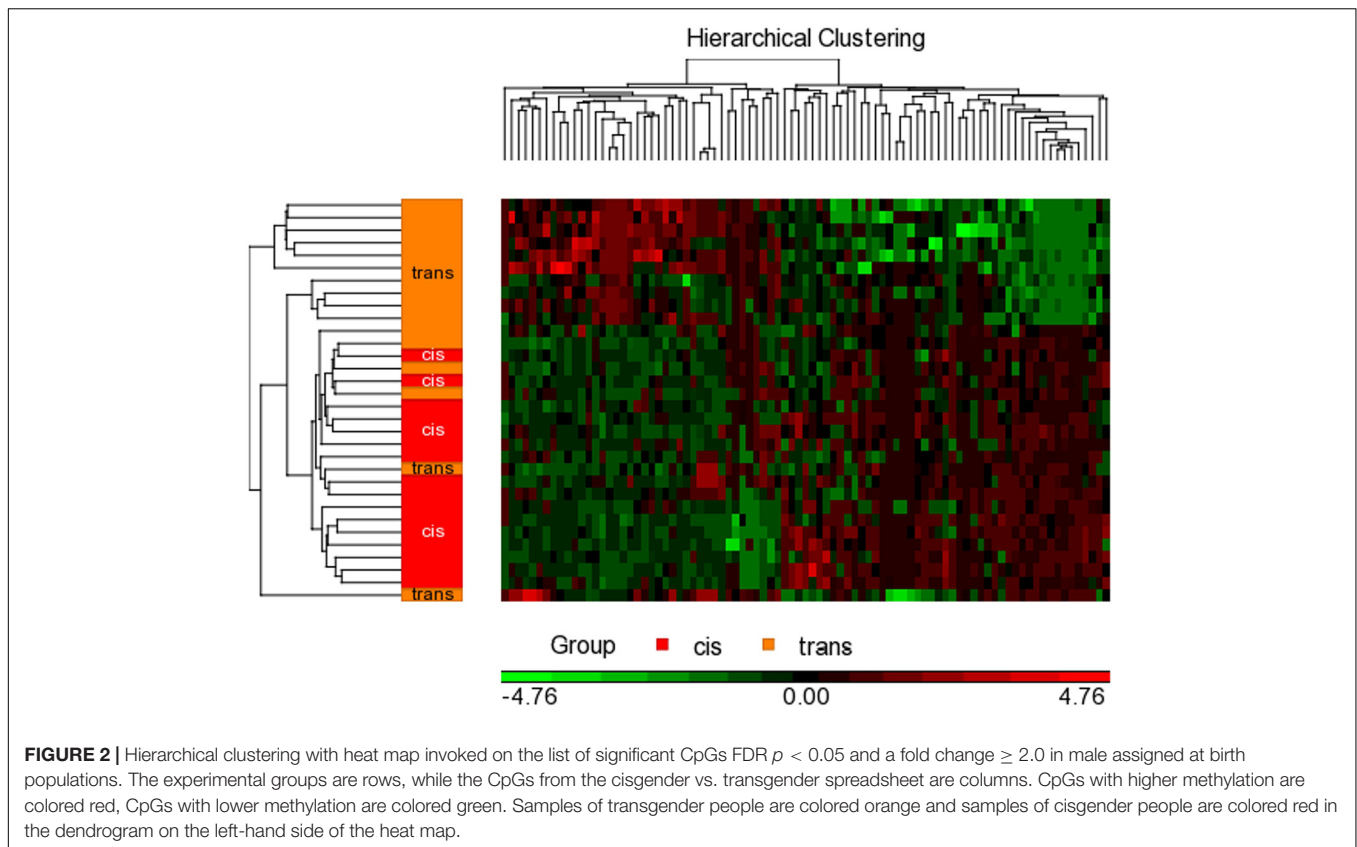 Hierarchical Clustering
trans
cis
cis
cis
trans
cis
trans
Group cis trans
-4.76 0.00 4.76
FIGURE 2 | Hierarchical clustering with heat map invoked on the list of significant CpGs FDR p < 0.05 and a fold change ≥ 2.0 in male assigned at birth
populations. The experimental groups are rows, while the CpGs from the cisgender vs. transgender spreadsheet are columns. CpGs with higher methylation are
colored red, CpGs with lower methylation are colored green. Samples of transgender people are colored orange and samples of cisgender people are colored red in
the dendrogram on the left-hand side of the heat map.